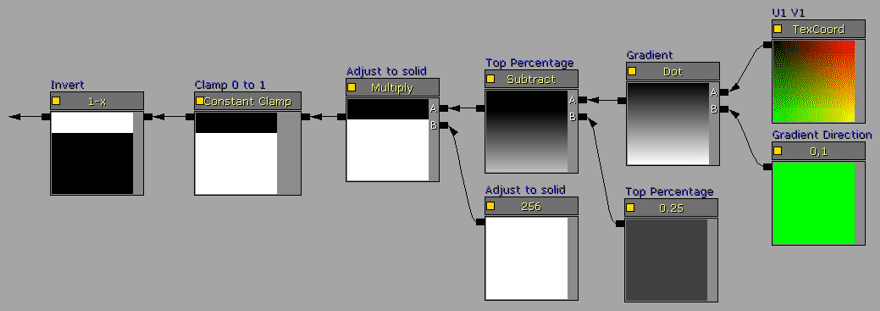 U1 V1
TexCoord
Gradient
Dot
A
B
Top Percentage
Subtract
A
B
Adjust to solid
Multiply
A
B
Clamp 0 to 1
Constant Clamp
Invert
1-x
Gradient Direction
0,1
Adjust to solid
256
Top Percentage
0.25